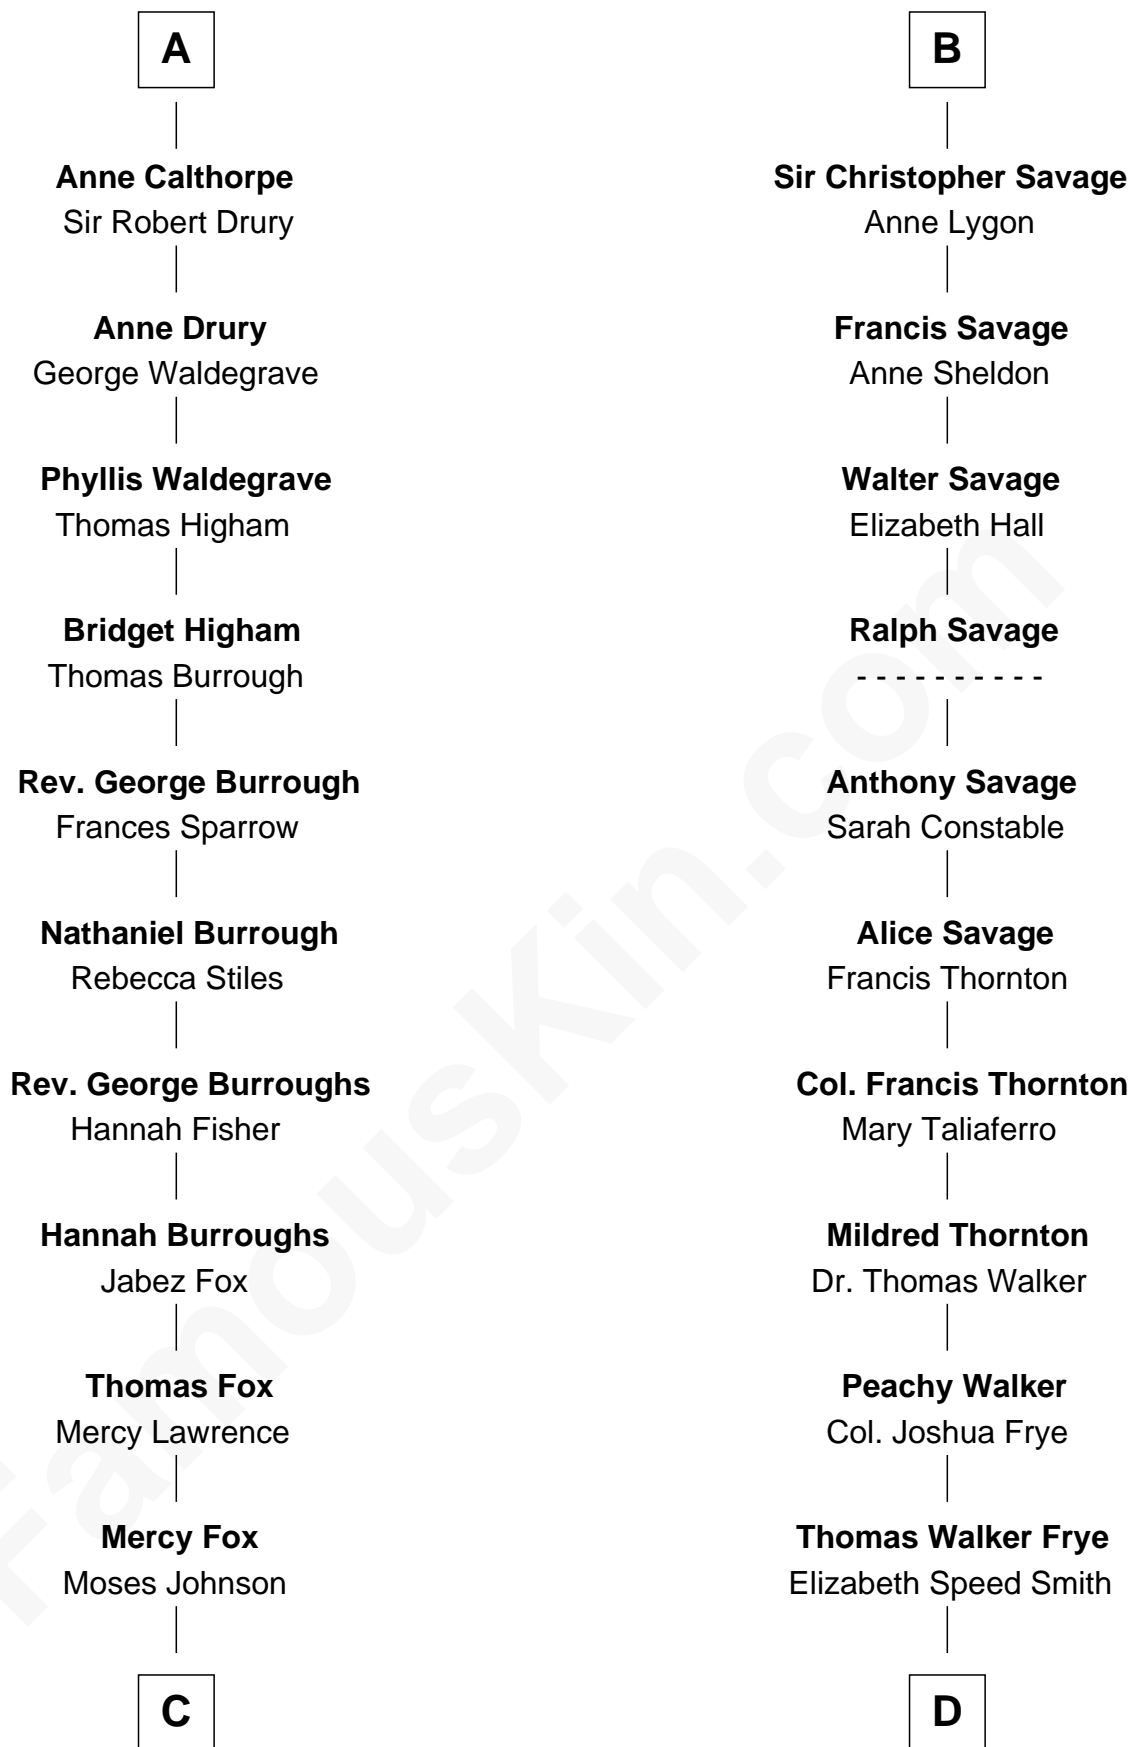 A
Anne Calthorpe
Sir Robert Drury
Anne Drury
George Waldegrave
Phyllis Waldegrave
Thomas Higham
Bridget Higham
Thomas Burrough
Rev. George Burrough
Frances Sparrow
Nathaniel Burrough
Rebecca Stiles
Rev. George Burroughs
Hannah Fisher
Hannah Burroughs
Jabez Fox
Thomas Fox
Mercy Lawrence
Mercy Fox
Moses Johnson
C
B
Sir Christopher Savage
Anne Lygon
Francis Savage
Anne Sheldon
Walter Savage
Elizabeth Hall
Ralph Savage
- - - - - - - - - -
Anthony Savage
Sarah Constable
Alice Savage
Francis Thornton
Col. Francis Thornton
Mary Taliaferro
Mildred Thornton
Dr. Thomas Walker
Peachy Walker
Col. Joshua Frye
Thomas Walker Frye
Elizabeth Speed Smith
D
FamousKin.com